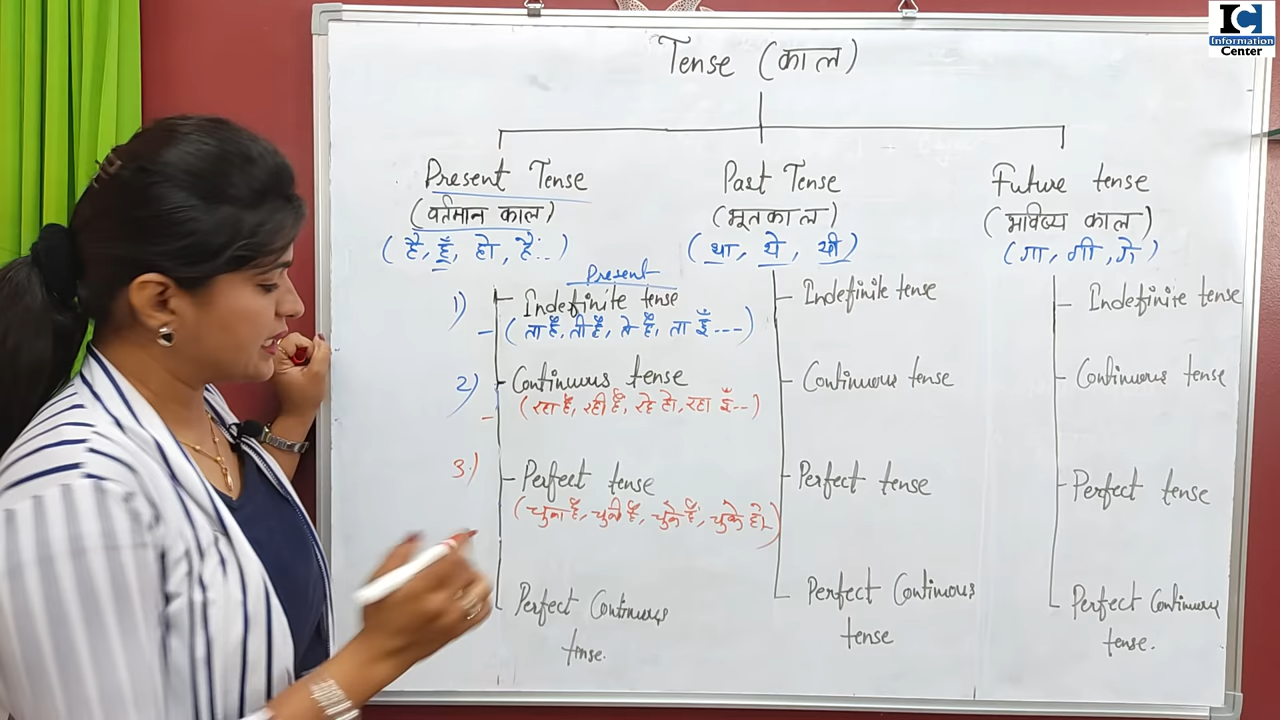 IC
Information
Center
Tense (काल)
Present Tense
(वर्तमान काल)
(है, हूँ, हो, हैं..)
Present
1) Indefinite tense
(ता है, ती है, ते है, ता हूँ----)
2) Continuous tense
(रहा है, रही है, रहे हो, रहा हूँ--)
3) Perfect tense
(चुका है, चुकी है, चुके हैं, चुके हो)
Perfect Continuous
tense.
Past Tense
(भूतकाल)
(था, थे, थी)
Indefinite tense
Continuous tense
Perfect tense
Perfect Continuous
tense
Future tense
(भविष्य काल)
(गा, गी, गे)
Indefinite tense
Continuous tense
Perfect tense
Perfect Continuous
tense.